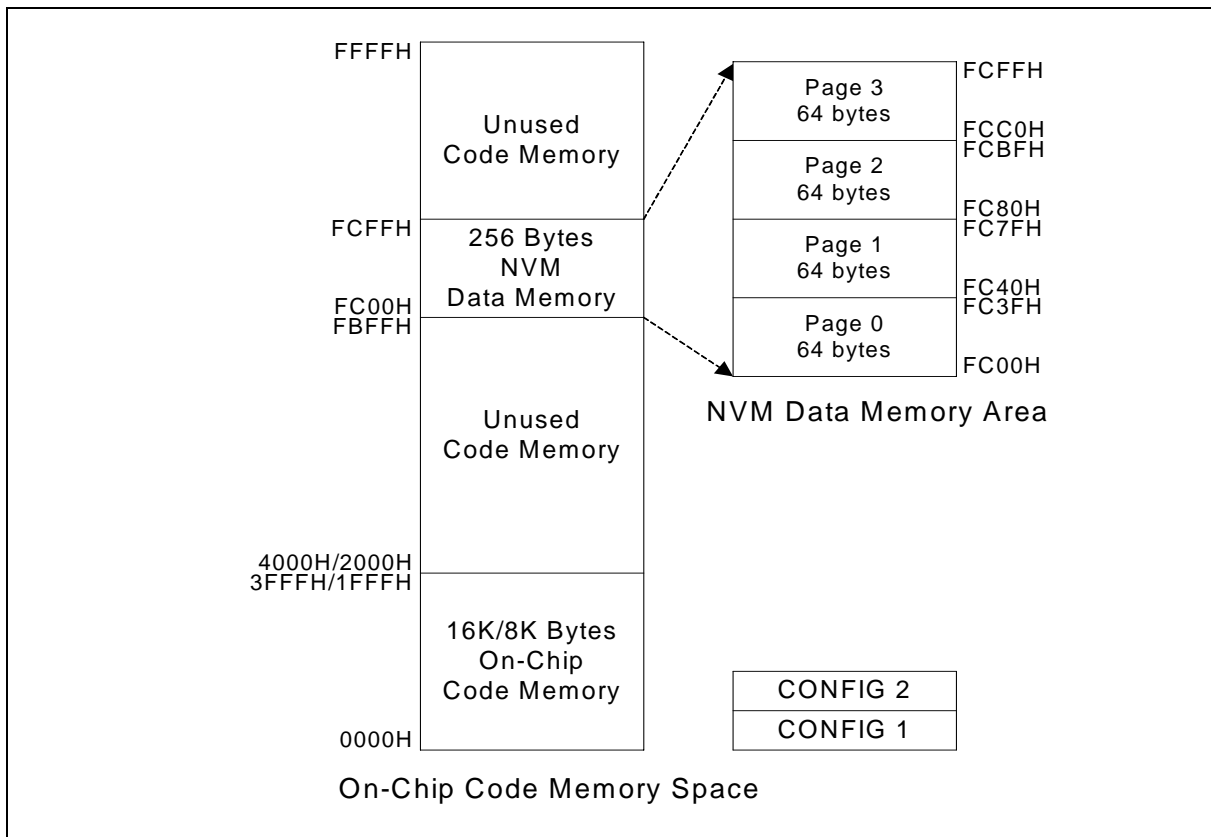 FFFFH
Unused
Code Memory
FCFFH
256 Bytes
NVM
Data Memory
FC00H
FBFFH
Unused
Code Memory
4000H/2000H
3FFFH/1FFFH
16K/8K Bytes
On-Chip
Code Memory
0000H
On-Chip Code Memory Space
FCFFH
Page 3
64 bytes
FCC0H
FCBFH
Page 2
64 bytes
FC80H
FC7FH
Page 1
64 bytes
FC40H
FC3FH
Page 0
64 bytes
FC00H
NVM Data Memory Area
CONFIG 2
CONFIG 1